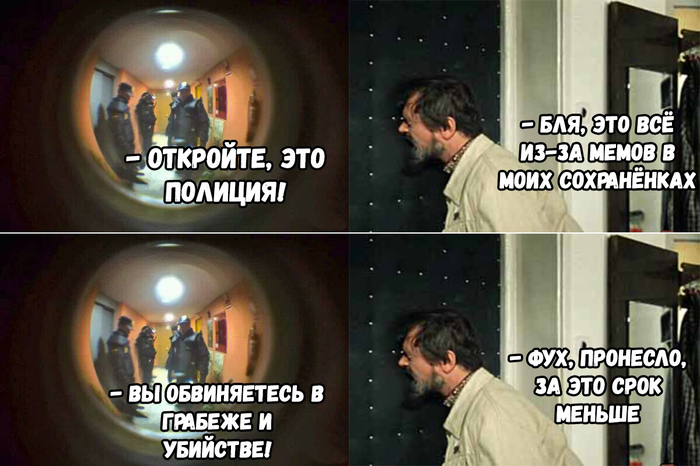 - ОТКРОЙТЕ, ЭТО
ПОЛИЦИЯ!
- БЛЯ, ЭТО ВСЁ
ИЗ-ЗА МЕМОВ В
МОИХ СОХРАНЁНКАХ
- ВЫ ОБВИНЯЕТЕСЬ В
ГРАБЕЖЕ И
УБИЙСТВЕ!
- ФУХ, ПРОНЕСЛО,
ЗА ЭТО СРОК
МЕНЬШЕ